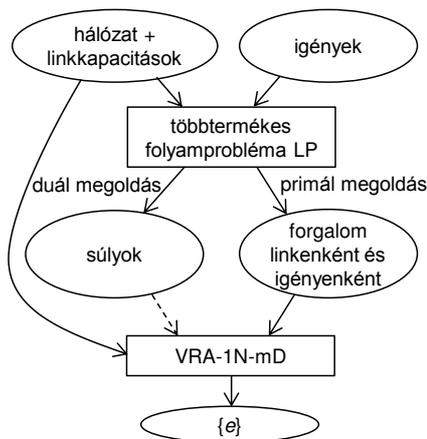 hálózat +
linkkapacitások
igények
többtermékes
folyamprobléma LP
duál megoldás
primál megoldás
súlyok
forgalom
linkenként és
igényenként
VRA-1N-mD
{e}